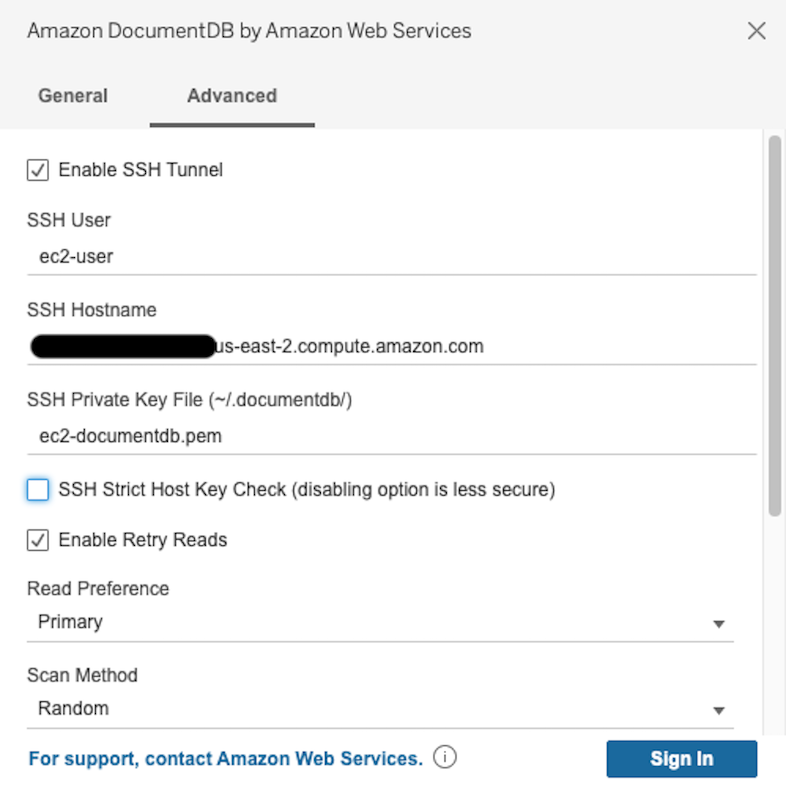 Amazon DocumentDB by Amazon Web Services
General Advanced
Enable SSH Tunnel
SSH User
ec2-user
SSH Hostname
us-east-2.compute.amazon.com
SSH Private Key File (~/.documentdb/)
ec2-documentdb.pem
SSH Strict Host Key Check (disabling option is less secure)
Enable Retry Reads
Read Preference
Primary
Scan Method
Random
For support, contact Amazon Web Services.
Sign In